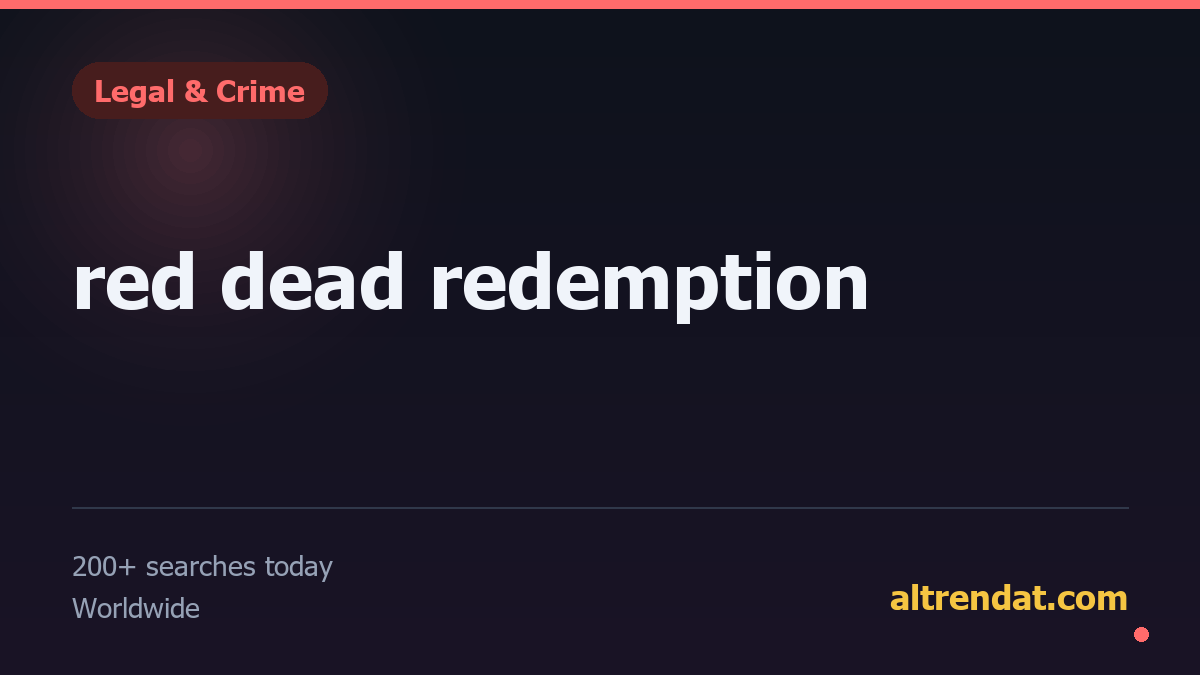 Legal & Crime
red dead redemption
200+ searches today
Worldwide
altrendat.com